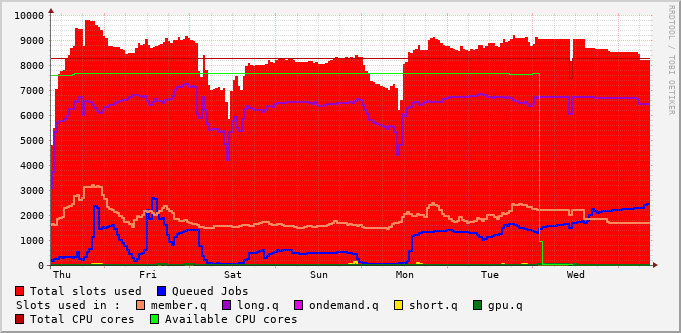 10000
9000
8000
7000
6000
5000
4000
3000
2000
1000
0
Thu Fri Sat Sun Mon Tue Wed
RRDTOOL / TOBI OETIKER
Total slots used Queued Jobs
Slots used in : member.q long.q ondemand.q short.q gpu.q
Total CPU cores Available CPU cores